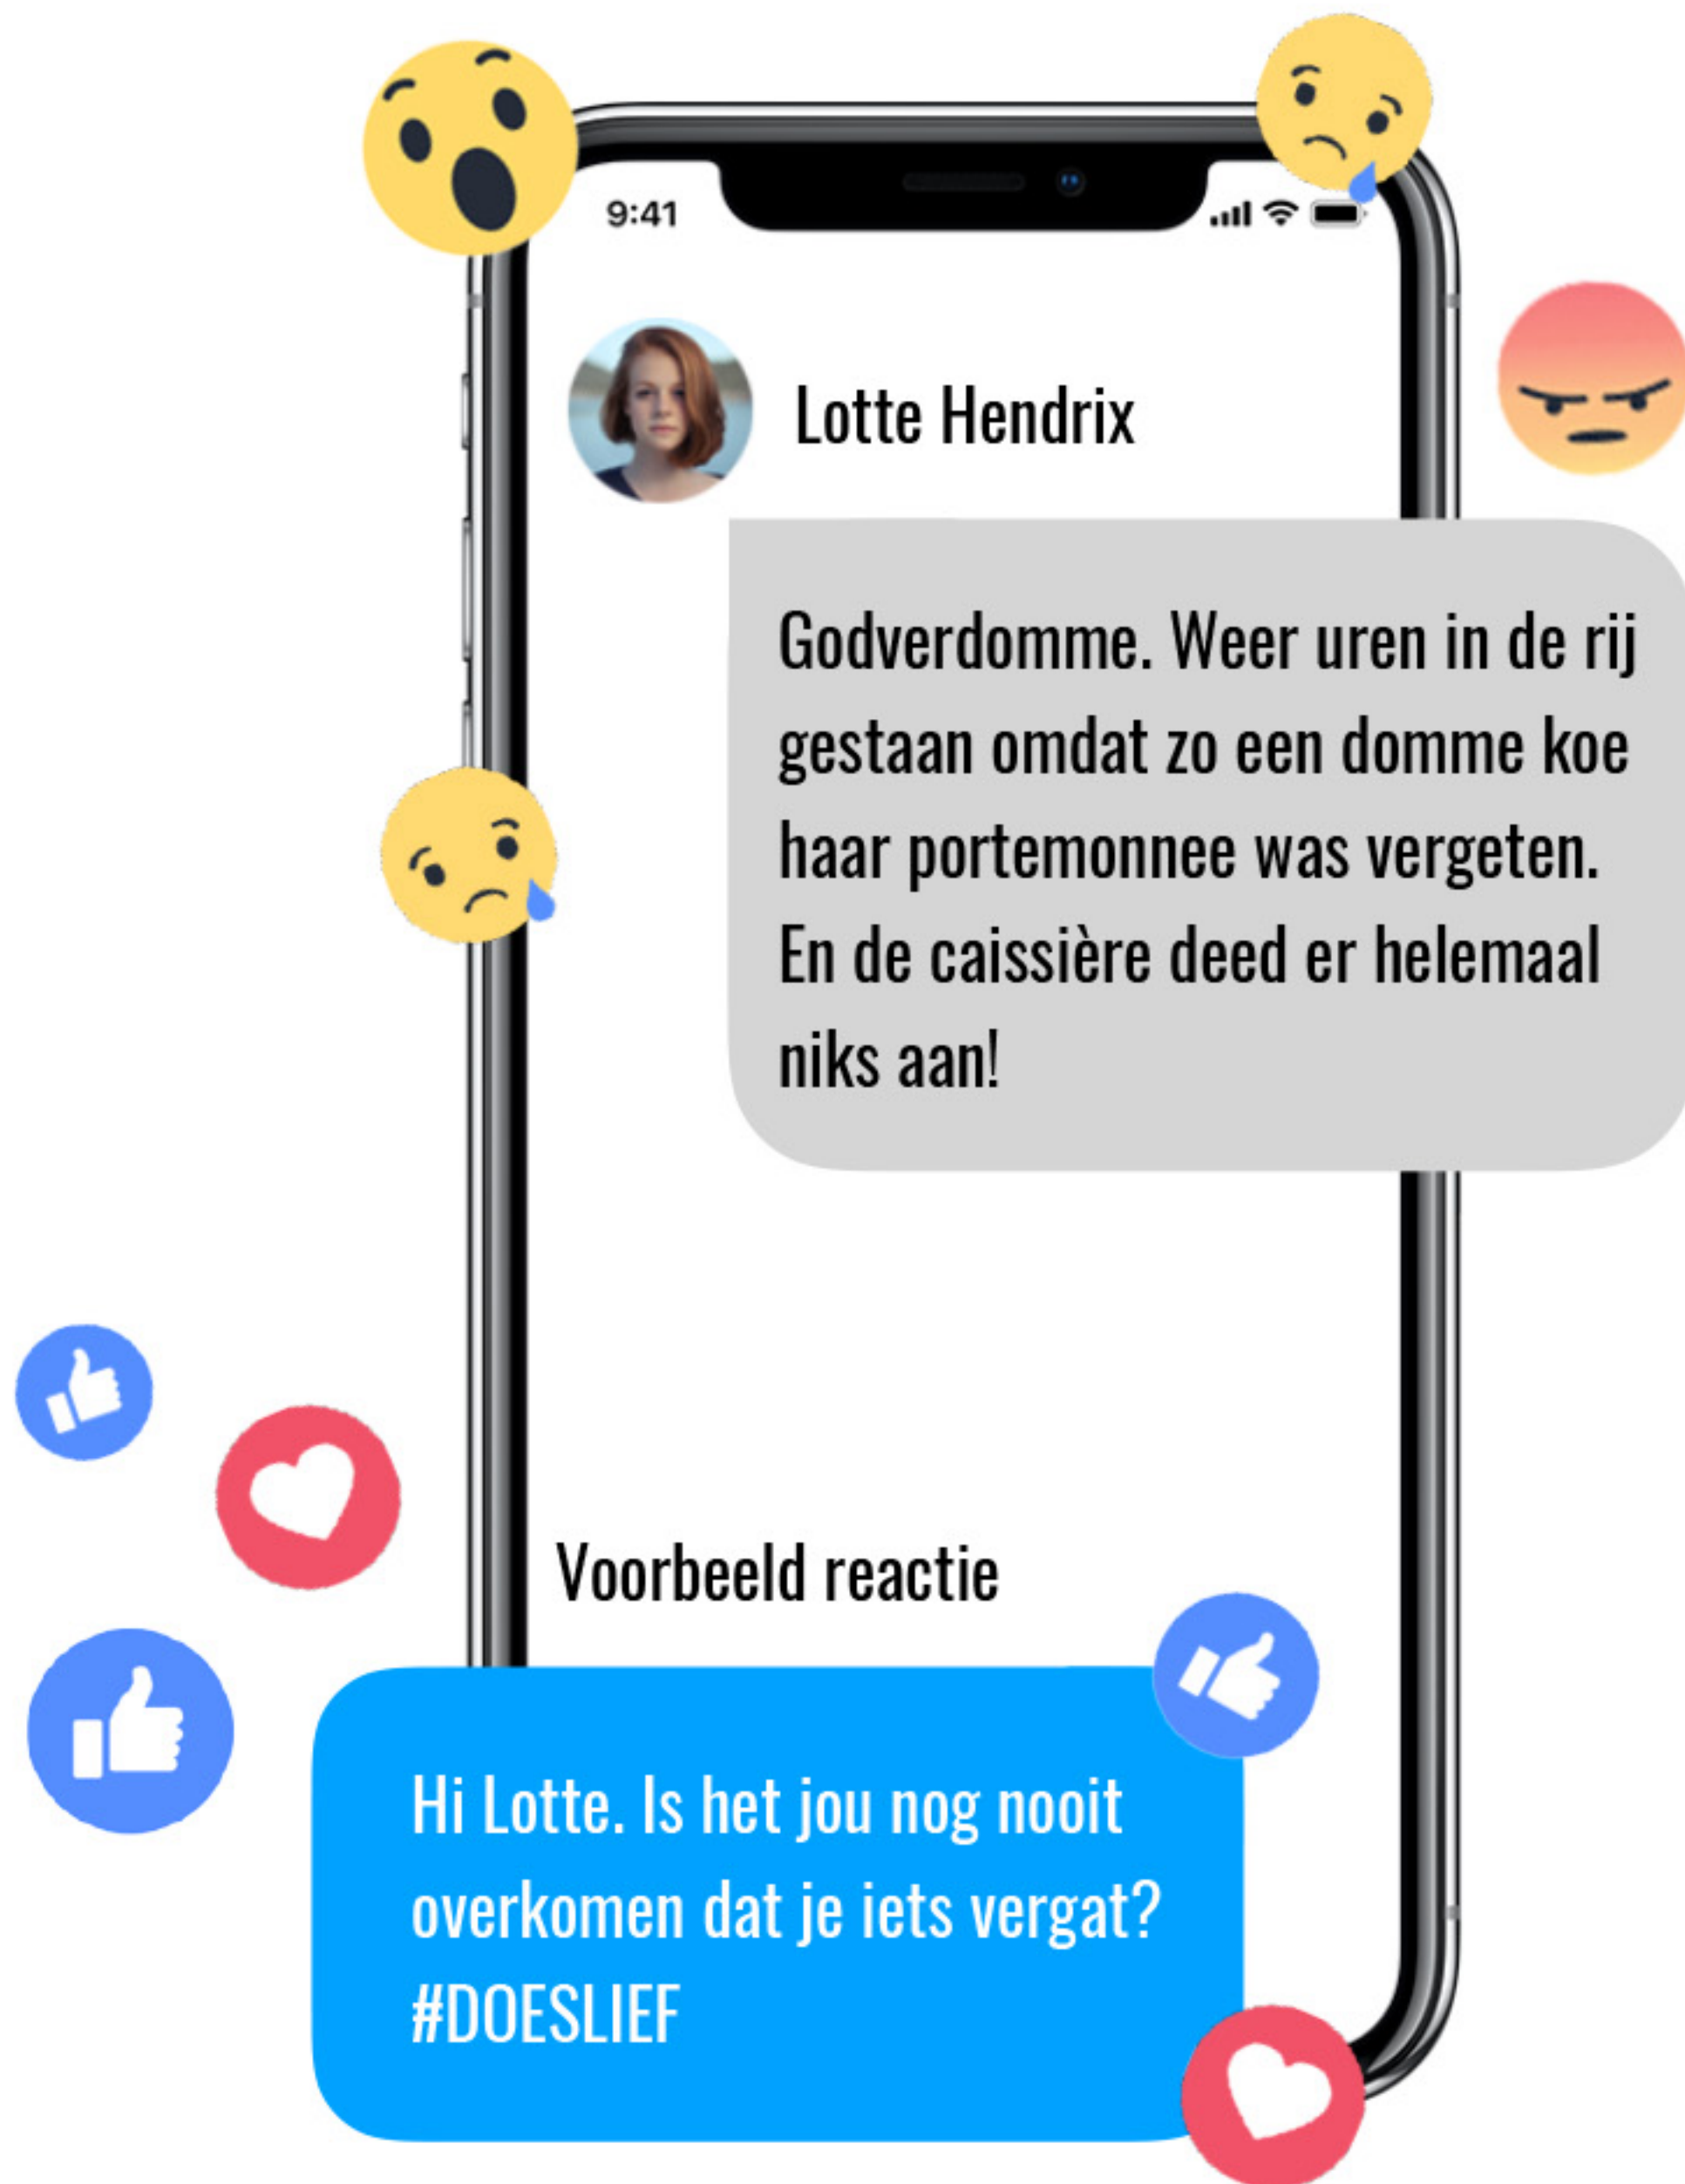 9:41
Lotte Hendrix
Godverdomme. Weer uren in de rij
gestaan omdat zo een domme koe
haar portemonnee was vergeten.
En de caissière deed er helemaal
niks aan!
Voorbeeld reactie
Hi Lotte. Is het jou nog nooit
overkomen dat je iets vergat?
#DOESLIEF